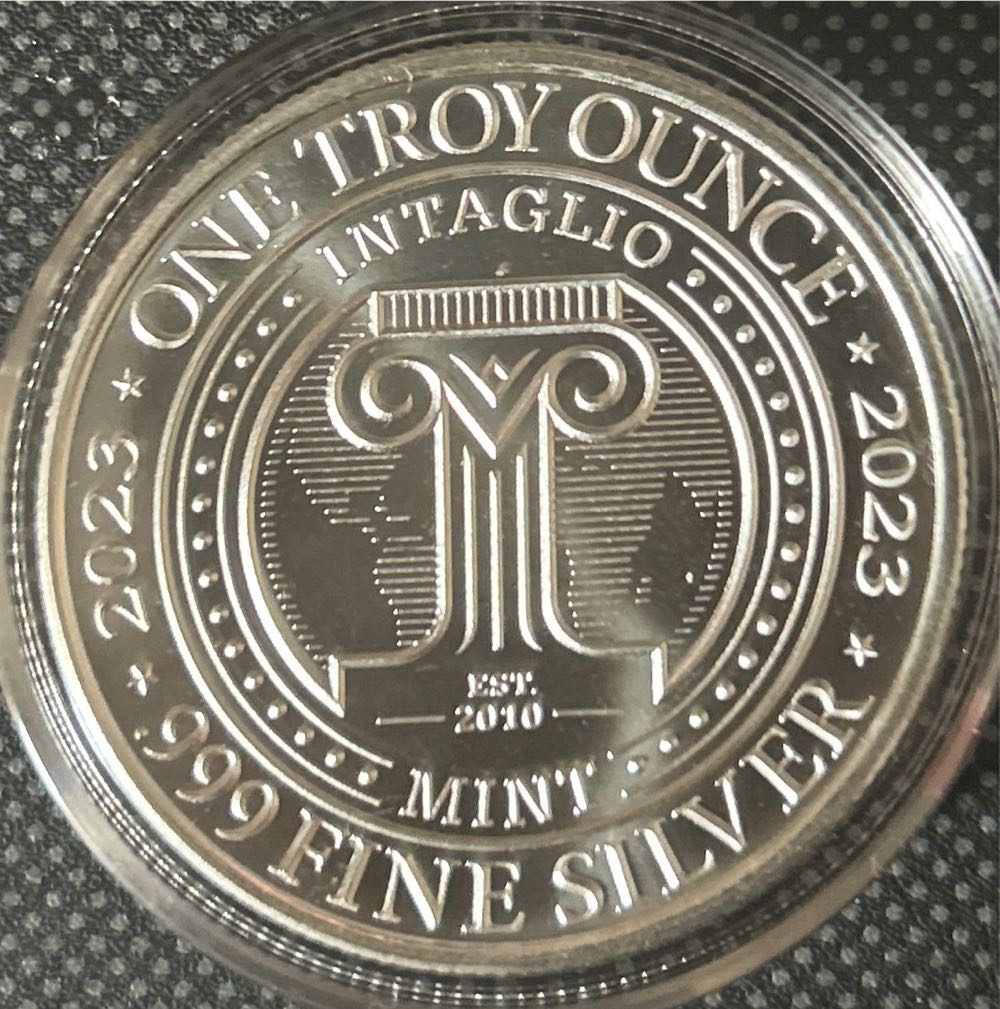 ONE TROY OUNCE
2023
2023
.999 FINE SILVER
INTAGLIO
EST.
2010
MINT